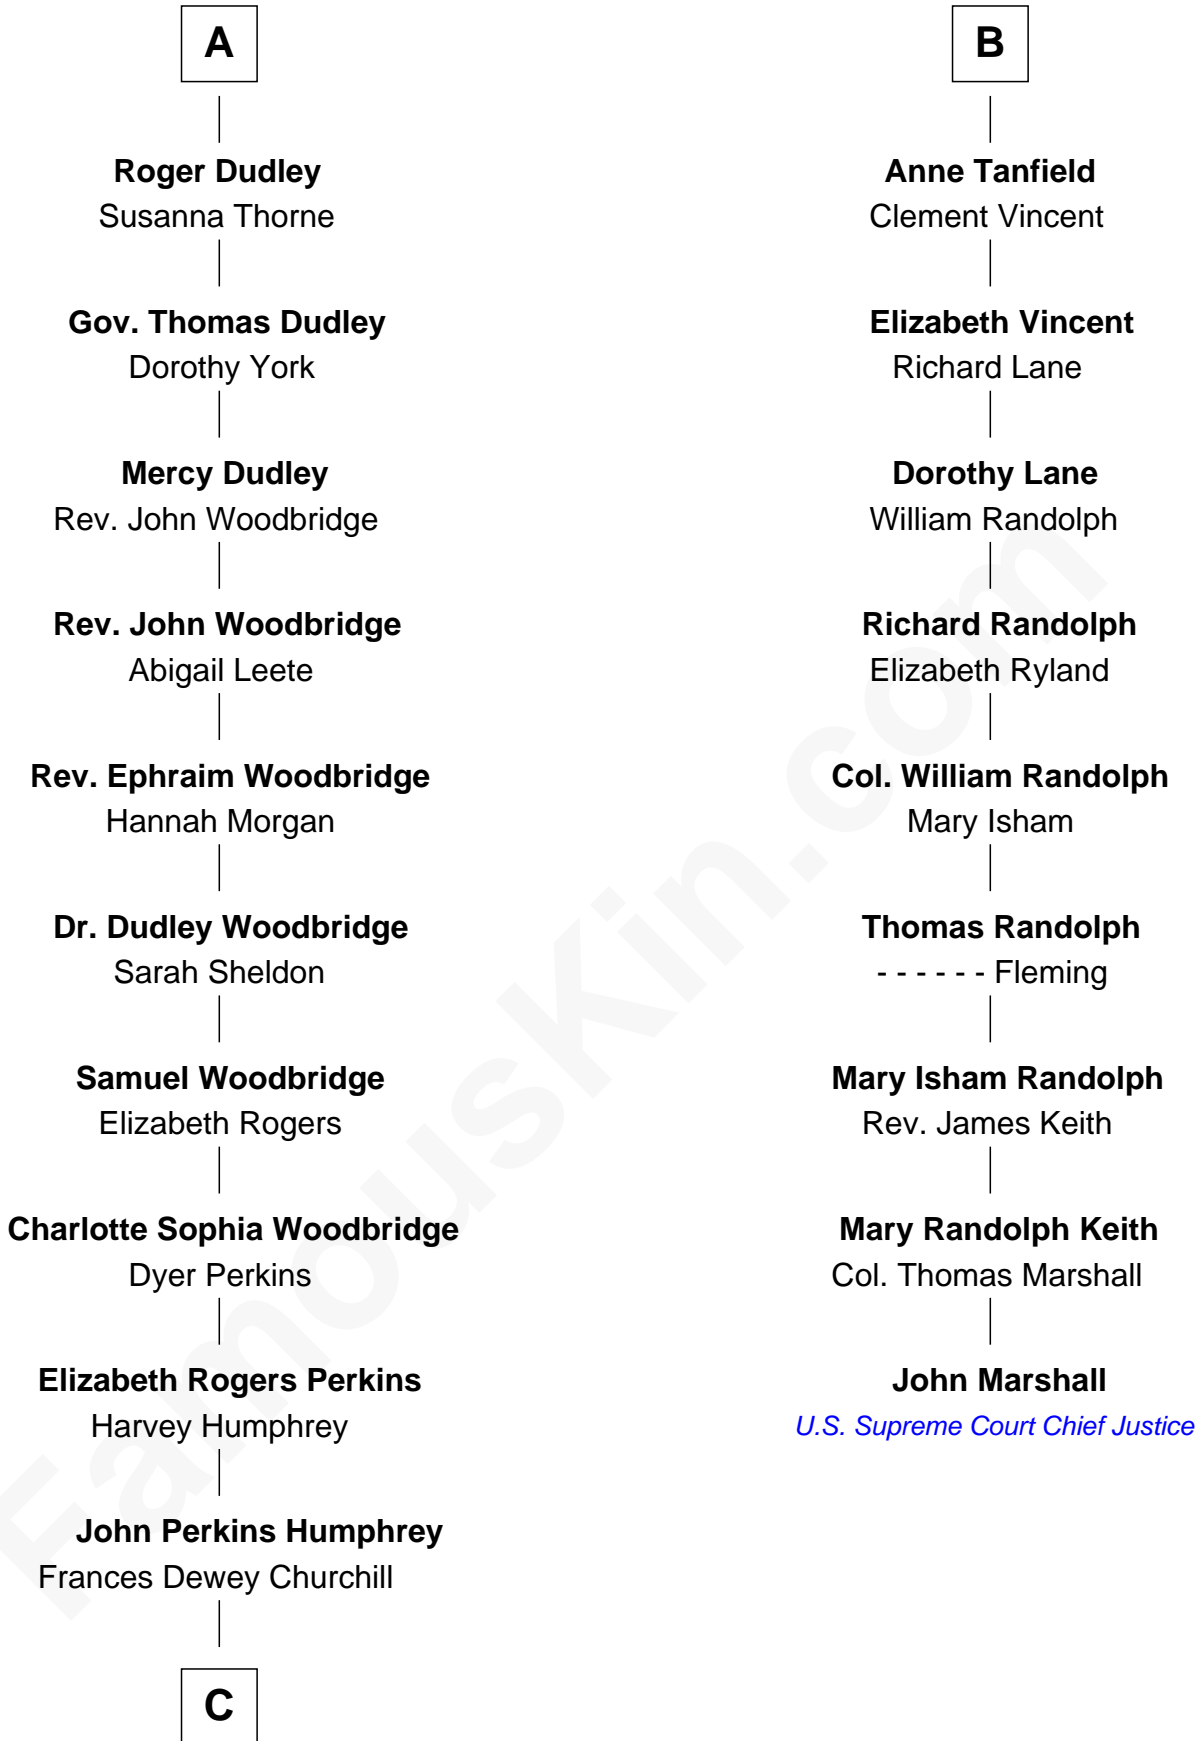 A
Roger Dudley
Susanna Thorne
Gov. Thomas Dudley
Dorothy York
Mercy Dudley
Rev. John Woodbridge
Rev. John Woodbridge
Abigail Leete
Rev. Ephraim Woodbridge
Hannah Morgan
Dr. Dudley Woodbridge
Sarah Sheldon
Samuel Woodbridge
Elizabeth Rogers
Charlotte Sophia Woodbridge
Dyer Perkins
Elizabeth Rogers Perkins
Harvey Humphrey
John Perkins Humphrey
Frances Dewey Churchill
C
B
Anne Tanfield
Clement Vincent
Elizabeth Vincent
Richard Lane
Dorothy Lane
William Randolph
Richard Randolph
Elizabeth Ryland
Col. William Randolph
Mary Isham
Thomas Randolph
- - - - - - Fleming
Mary Isham Randolph
Rev. James Keith
Mary Randolph Keith
Col. Thomas Marshall
John Marshall
U.S. Supreme Court Chief Justice
FamousKin.com